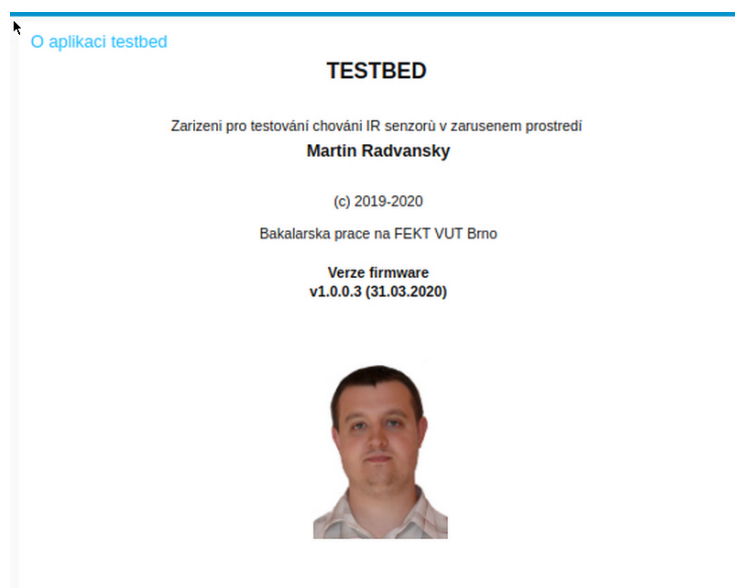 O aplikaci testbed
TESTBED
Zarizeni pro testování chováni IR senzorù v zarusenem prostredí
Martin Radvansky
(c) 2019-2020
Bakalarska prace na FEKT VUT Brno
Verze firmware
v1.0.0.3 (31.03.2020)